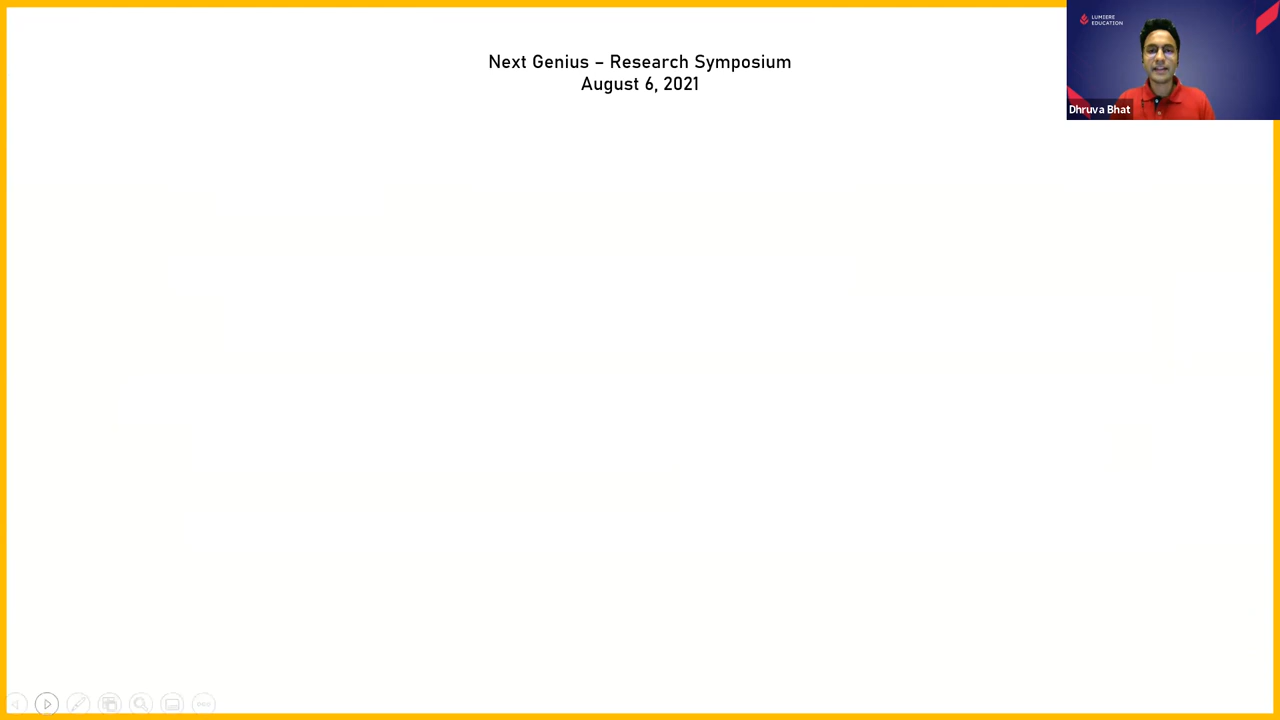 Next Genius – Research Symposium
August 6, 2021
LUMIERE
EDUCATION
Dhruva Bhat